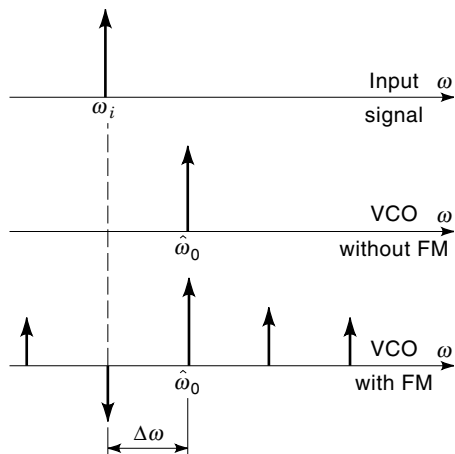 Input ω
ω_i signal
VCO ω
ω̂_0 without FM
VCO ω
ω̂_0 with FM
Δω